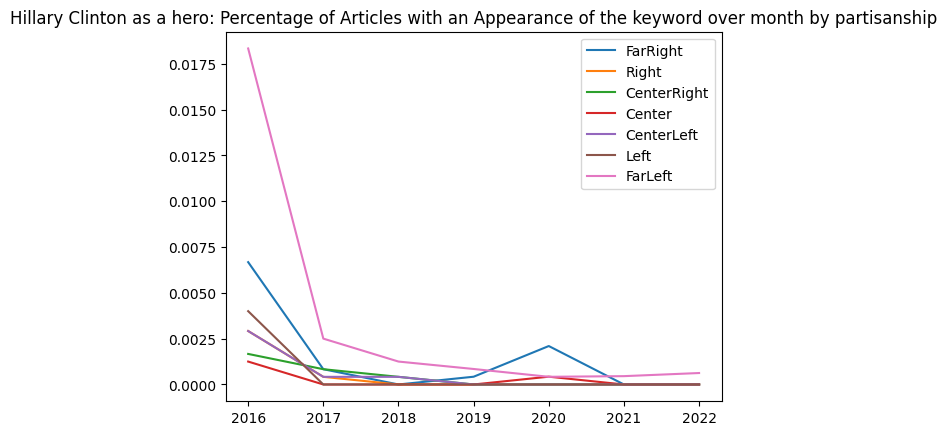 Hillary Clinton as a hero: Percentage of Articles with an Appearance of the keyword over month by partisanship
FarRight
Right
CenterRight
Center
CenterLeft
Left
FarLeft
0.0175
0.0150
0.0125
0.0100
0.0075
0.0050
0.0025
0.0000
2016 2017 2018 2019 2020 2021 2022